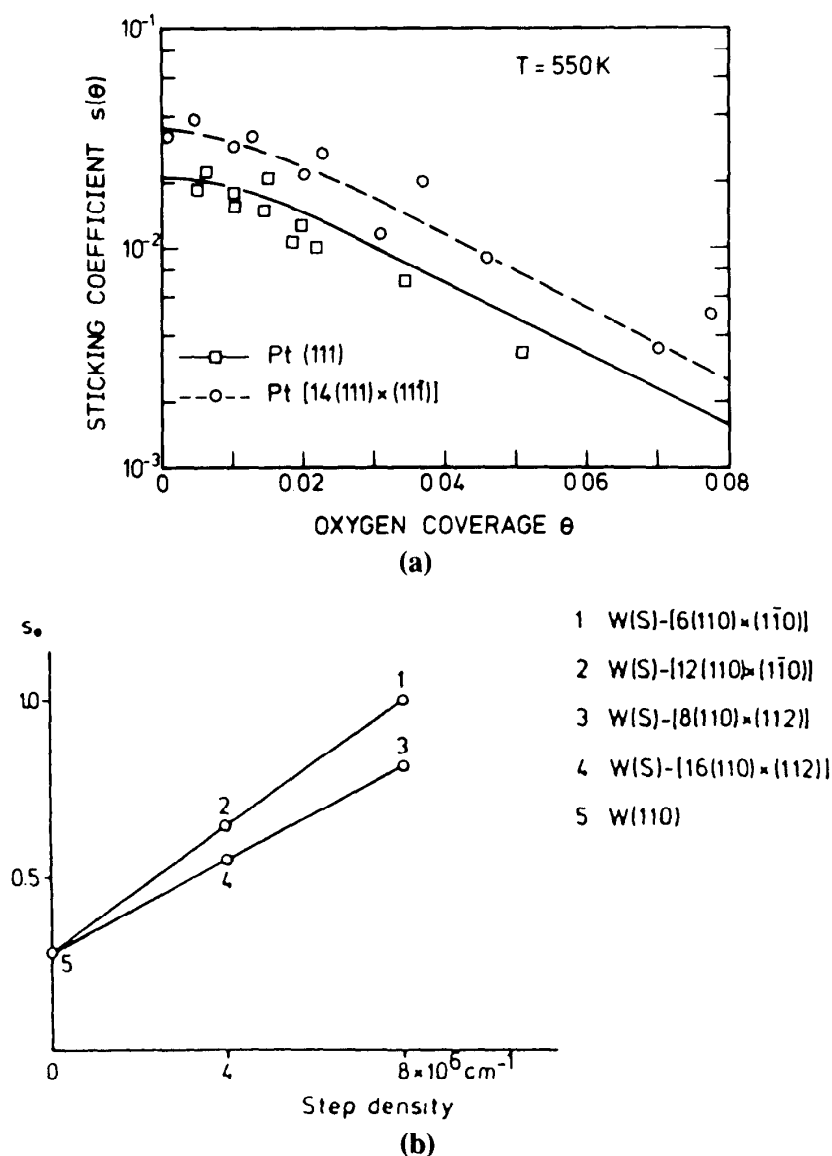 10⁻¹
T = 550K
STICKING COEFFICIENT s(θ)
10⁻²
Pt (111)
Pt [14(111)×(111̄)]
10⁻³
0 0.02 0.04 0.06 0.08
OXYGEN COVERAGE θ
(a)
sₒ
1.0
0.5
1
2
3
4
5
0 4 8×10⁶cm⁻¹
Step density
(b)
1 W(S)-[6(110)×(11̄0)]
2 W(S)-[12(110)×(11̄0)]
3 W(S)-[8(110)×(112)]
4 W(S)-[16(110)×(112)]
5 W(110)